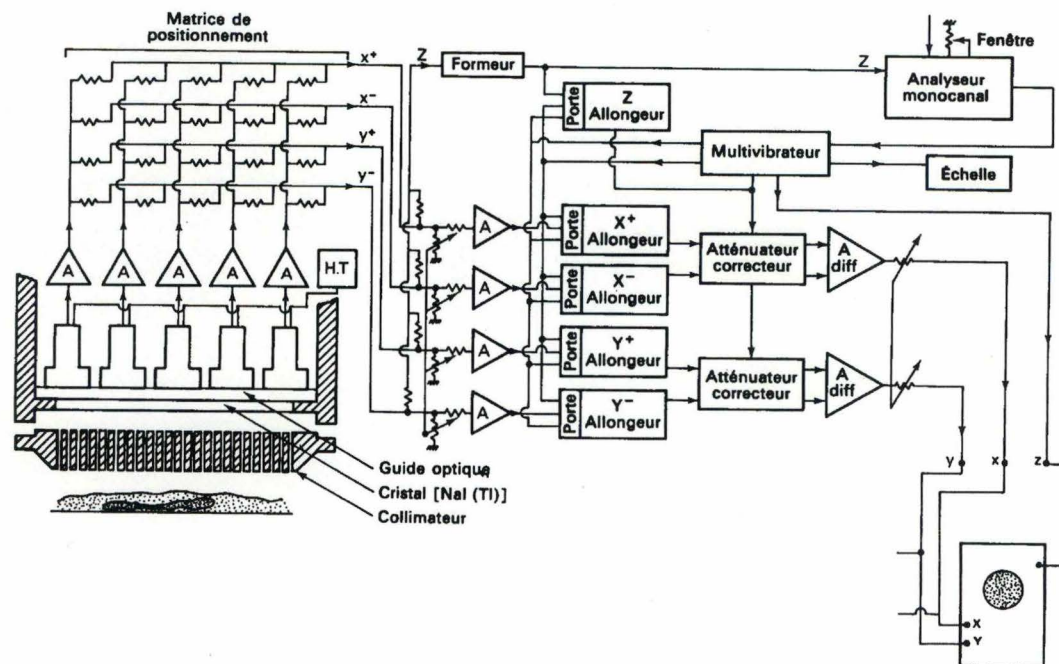 Matrice de
positionnement
x+
x−
y+
y−
Z
Formeur
Z
Fenêtre
Analyseur
monocanal
Porte
Z
Allongeur
Multivibrateur
Échelle
A
A
A
A
A
H.T
A
A
A
A
Porte
X+
Allongeur
Porte
X−
Allongeur
Porte
Y+
Allongeur
Porte
Y−
Allongeur
Atténuateur
correcteur
A
diff
Atténuateur
correcteur
A
diff
Guide optique
Cristal [NaI (Tl)]
Collimateur
y
x
z
X
Y